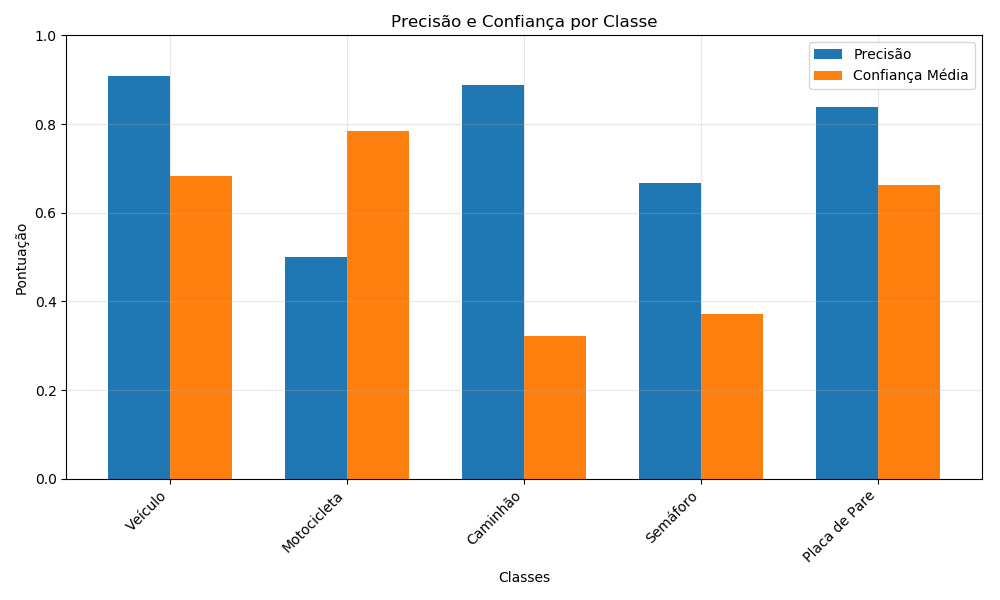 Precisão e Confiança por Classe
Precisão
Confiança Média
Pontuação
1.0
0.8
0.6
0.4
0.2
0.0
Veículo
Motocicleta
Caminhão
Semáforo
Placa de Pare
Classes